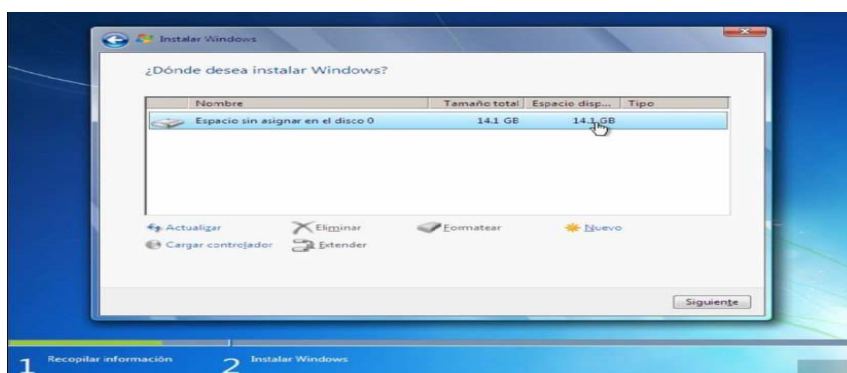 Instalar Windows
¿Dónde desea instalar Windows?
Nombre Tamaño total Espacio disp... Tipo
Espacio sin asignar en el disco 0 14.1 GB 14.1 GB
Actualizar Eliminar Formatear Nuevo
Cargar controlador Extender
Siguiente
1 Recopilar información 2 Instalar Windows